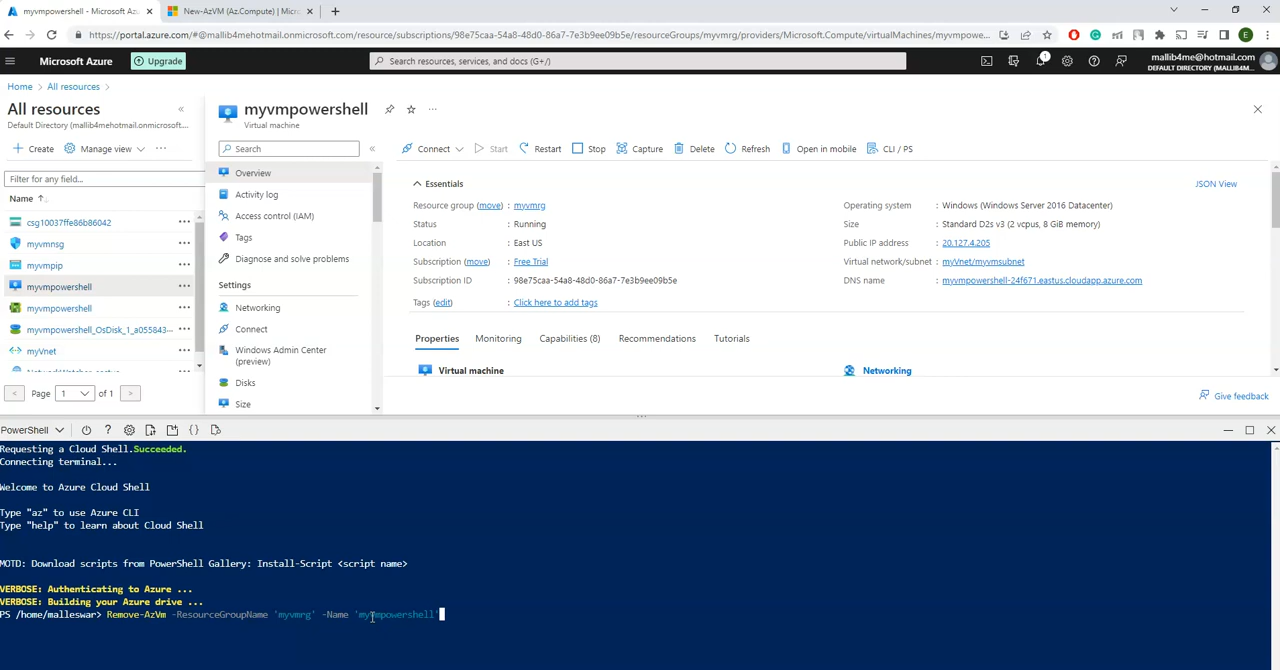 myvmpowershell - Microsoft Azu
New-AzVM (Az.Compute) | Micro
https://portal.azure.com/#@mallib4mehotmail.onmicrosoft.com/resource/subscriptions/98e75caa-54a8-48d0-86a7-7e3b9ee09b5e/resourceGroups/myvmrg/providers/Microsoft.Compute/virtualMachines/myvmpowe...
Microsoft Azure
Upgrade
Search resources, services, and docs (G+/)
1
mallib4me@hotmail.com
DEFAULT DIRECTORY (MALLIB4M...
E
Home > All resources >
All resources
Default Directory (mallib4mehotmail.onmicrosoft....
+ Create
Manage view
Filter for any field...
Name ↑
csg10037ffe86b86042
myvmnsg
myvmpip
myvmpowershell
myvmpowershell
myvmpowershell_OsDisk_1_a055843...
myVnet
Page 1 of 1
myvmpowershell
Virtual machine
Search
Overview
Activity log
Access control (IAM)
Tags
Diagnose and solve problems
Settings
Networking
Connect
Windows Admin Center
(preview)
Disks
Size
Connect
Start
Restart
Stop
Capture
Delete
Refresh
Open in mobile
CLI / PS
Essentials
JSON View
Resource group (move) : myvmrg
Status : Running
Location : East US
Subscription (move) : Free Trial
Subscription ID : 98e75caa-54a8-48d0-86a7-7e3b9ee09b5e
Tags (edit) : Click here to add tags
Operating system : Windows (Windows Server 2016 Datacenter)
Size : Standard D2s v3 (2 vcpus, 8 GiB memory)
Public IP address : 20.127.4.205
Virtual network/subnet : myVnet/myvmsubnet
DNS name : myvmpowershell-24f671.eastus.cloudapp.azure.com
Properties
Monitoring
Capabilities (8)
Recommendations
Tutorials
Virtual machine
Networking
Give feedback
PowerShell
Requesting a Cloud Shell.Succeeded.
Connecting terminal...
Welcome to Azure Cloud Shell
Type "az" to use Azure CLI
Type "help" to learn about Cloud Shell
MOTD: Download scripts from PowerShell Gallery: Install-Script <script name>
VERBOSE: Authenticating to Azure ...
VERBOSE: Building your Azure drive ...
PS /home/malleswar> Remove-AzVm -ResourceGroupName 'myvmrg' -Name 'myvmpowershell'